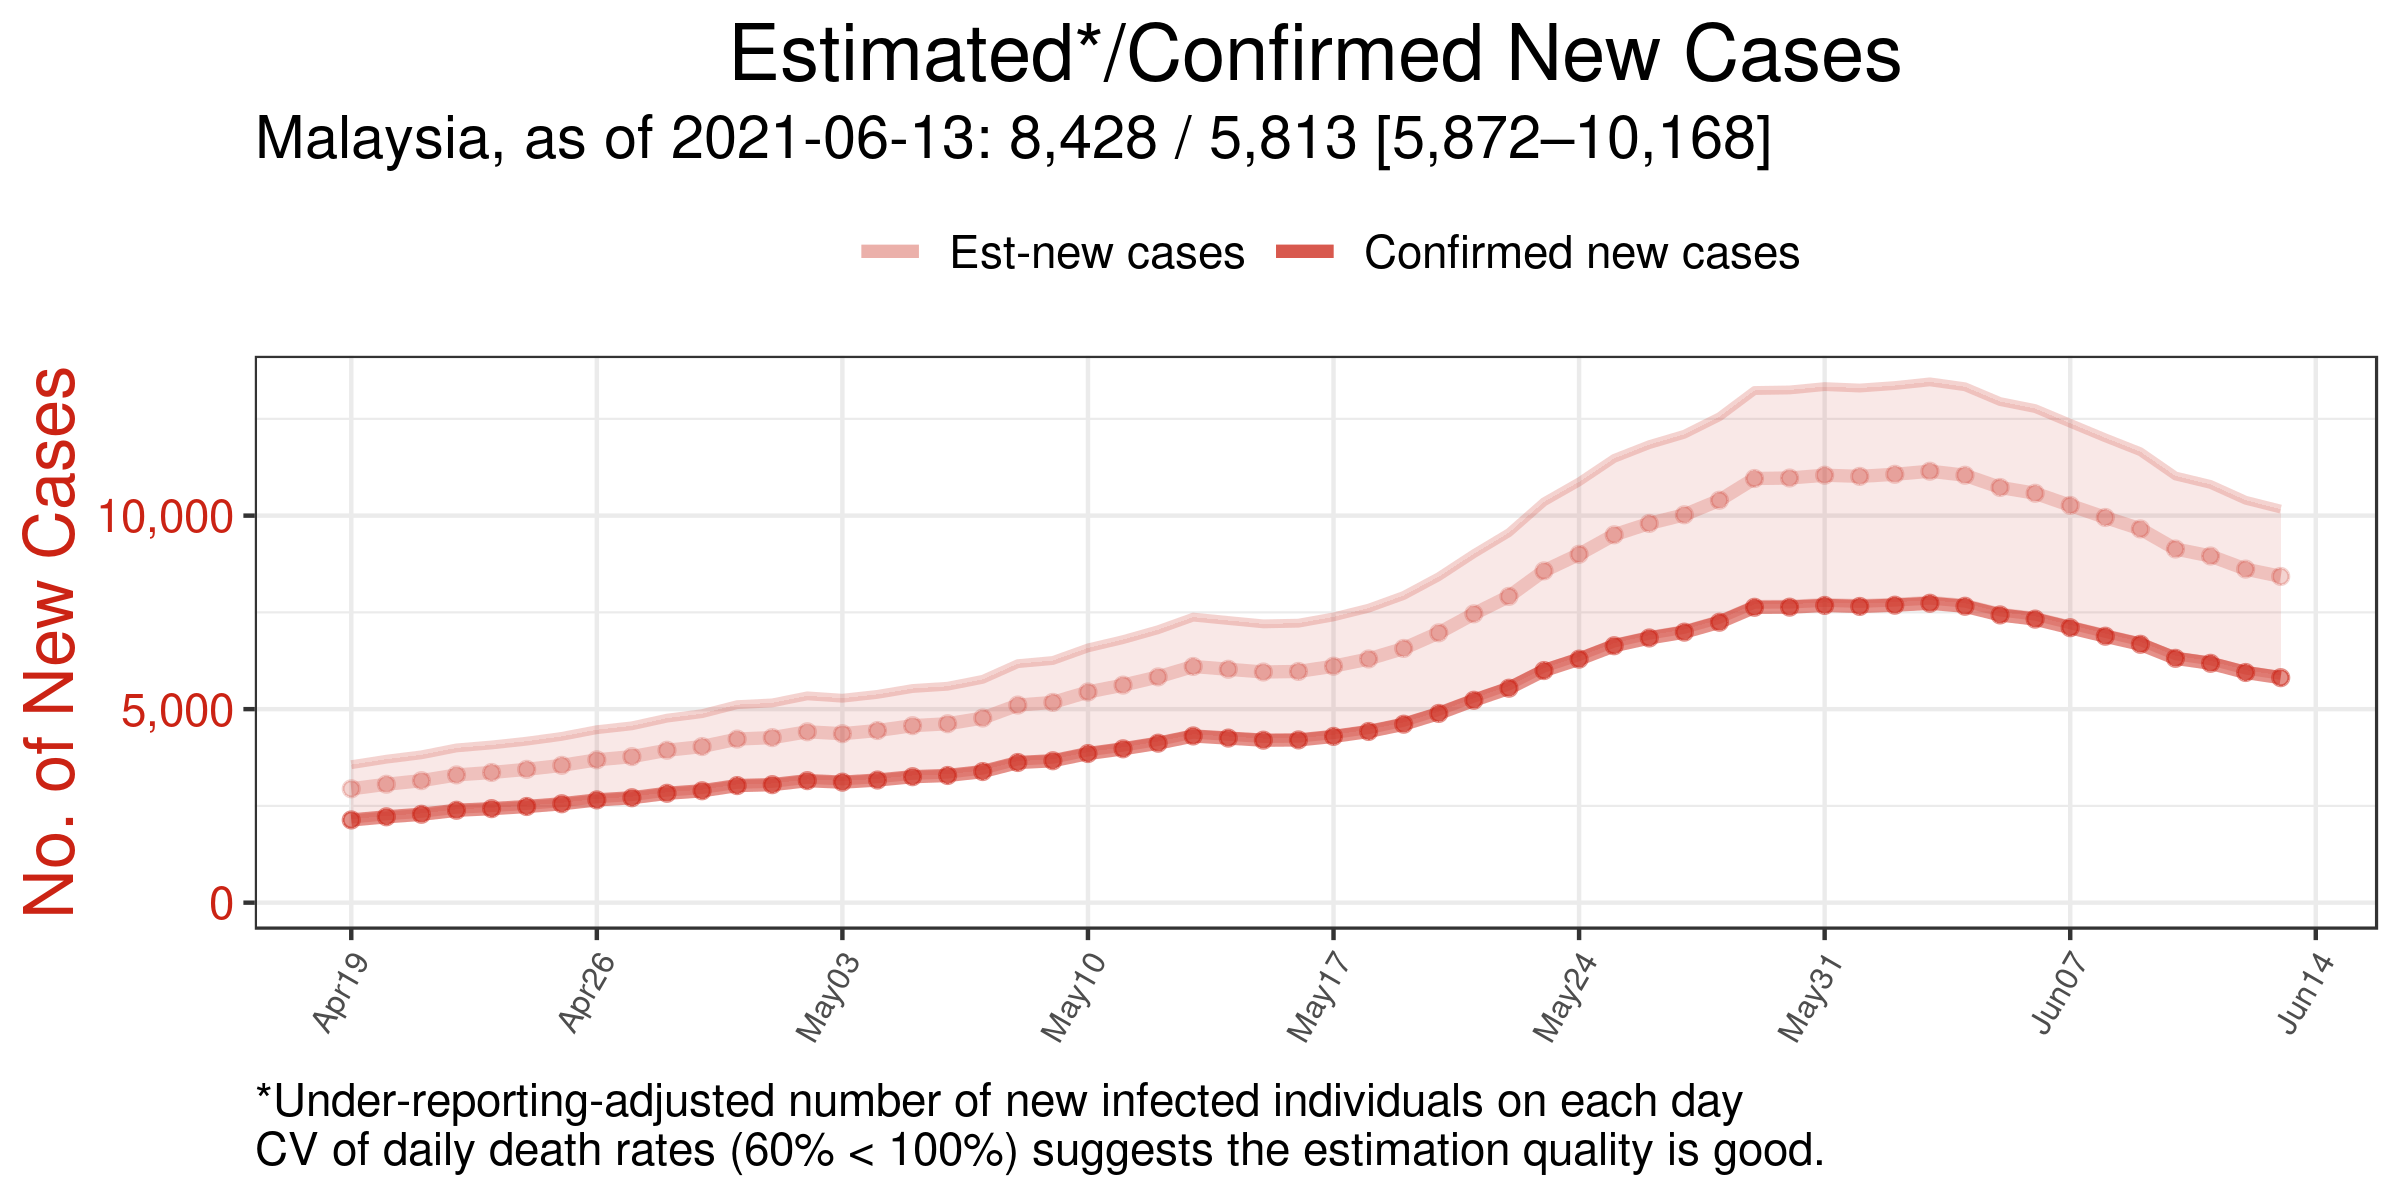 Estimated*/Confirmed New Cases
Malaysia, as of 2021-06-13: 8,428 / 5,813 [5,872–10,168]
Est-new cases
Confirmed new cases
No. of New Cases
10,000
5,000
0
Apr19
Apr26
May03
May10
May17
May24
May31
Jun07
Jun14
*Under-reporting-adjusted number of new infected individuals on each day
CV of daily death rates (60% < 100%) suggests the estimation quality is good.